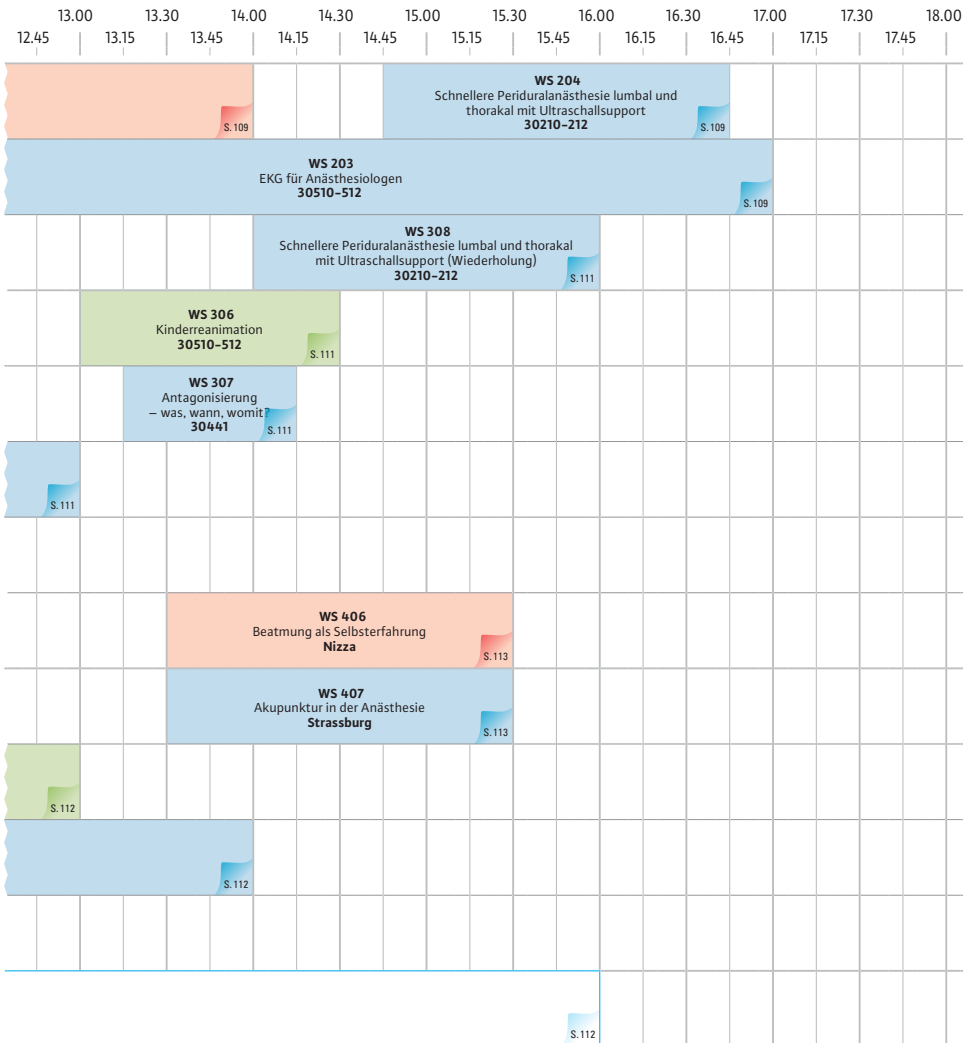 13.00 13.30 14.00 14.30 15.00 15.30 16.00 16.30 17.00 17.30 18.00
12.45 13.15 13.45 14.15 14.45 15.15 15.45 16.15 16.45 17.15 17.45
S. 109
WS 204
Schnellere Periduralanästhesie lumbal und
thorakal mit Ultraschallsupport
30210–212
S. 109
WS 203
EKG für Anästhesiologen
30510–512
S. 109
WS 308
Schnellere Periduralanästhesie lumbal und thorakal
mit Ultraschallsupport (Wiederholung)
30210–212
S. 111
WS 306
Kinderreanimation
30510–512
S. 111
WS 307
Antagonisierung
– was, wann, womit?
30441
S. 111
S. 111
WS 406
Beatmung als Selbsterfahrung
Nizza
S. 113
WS 407
Akupunktur in der Anästhesie
Strassburg
S. 113
S. 112
S. 112
S. 112